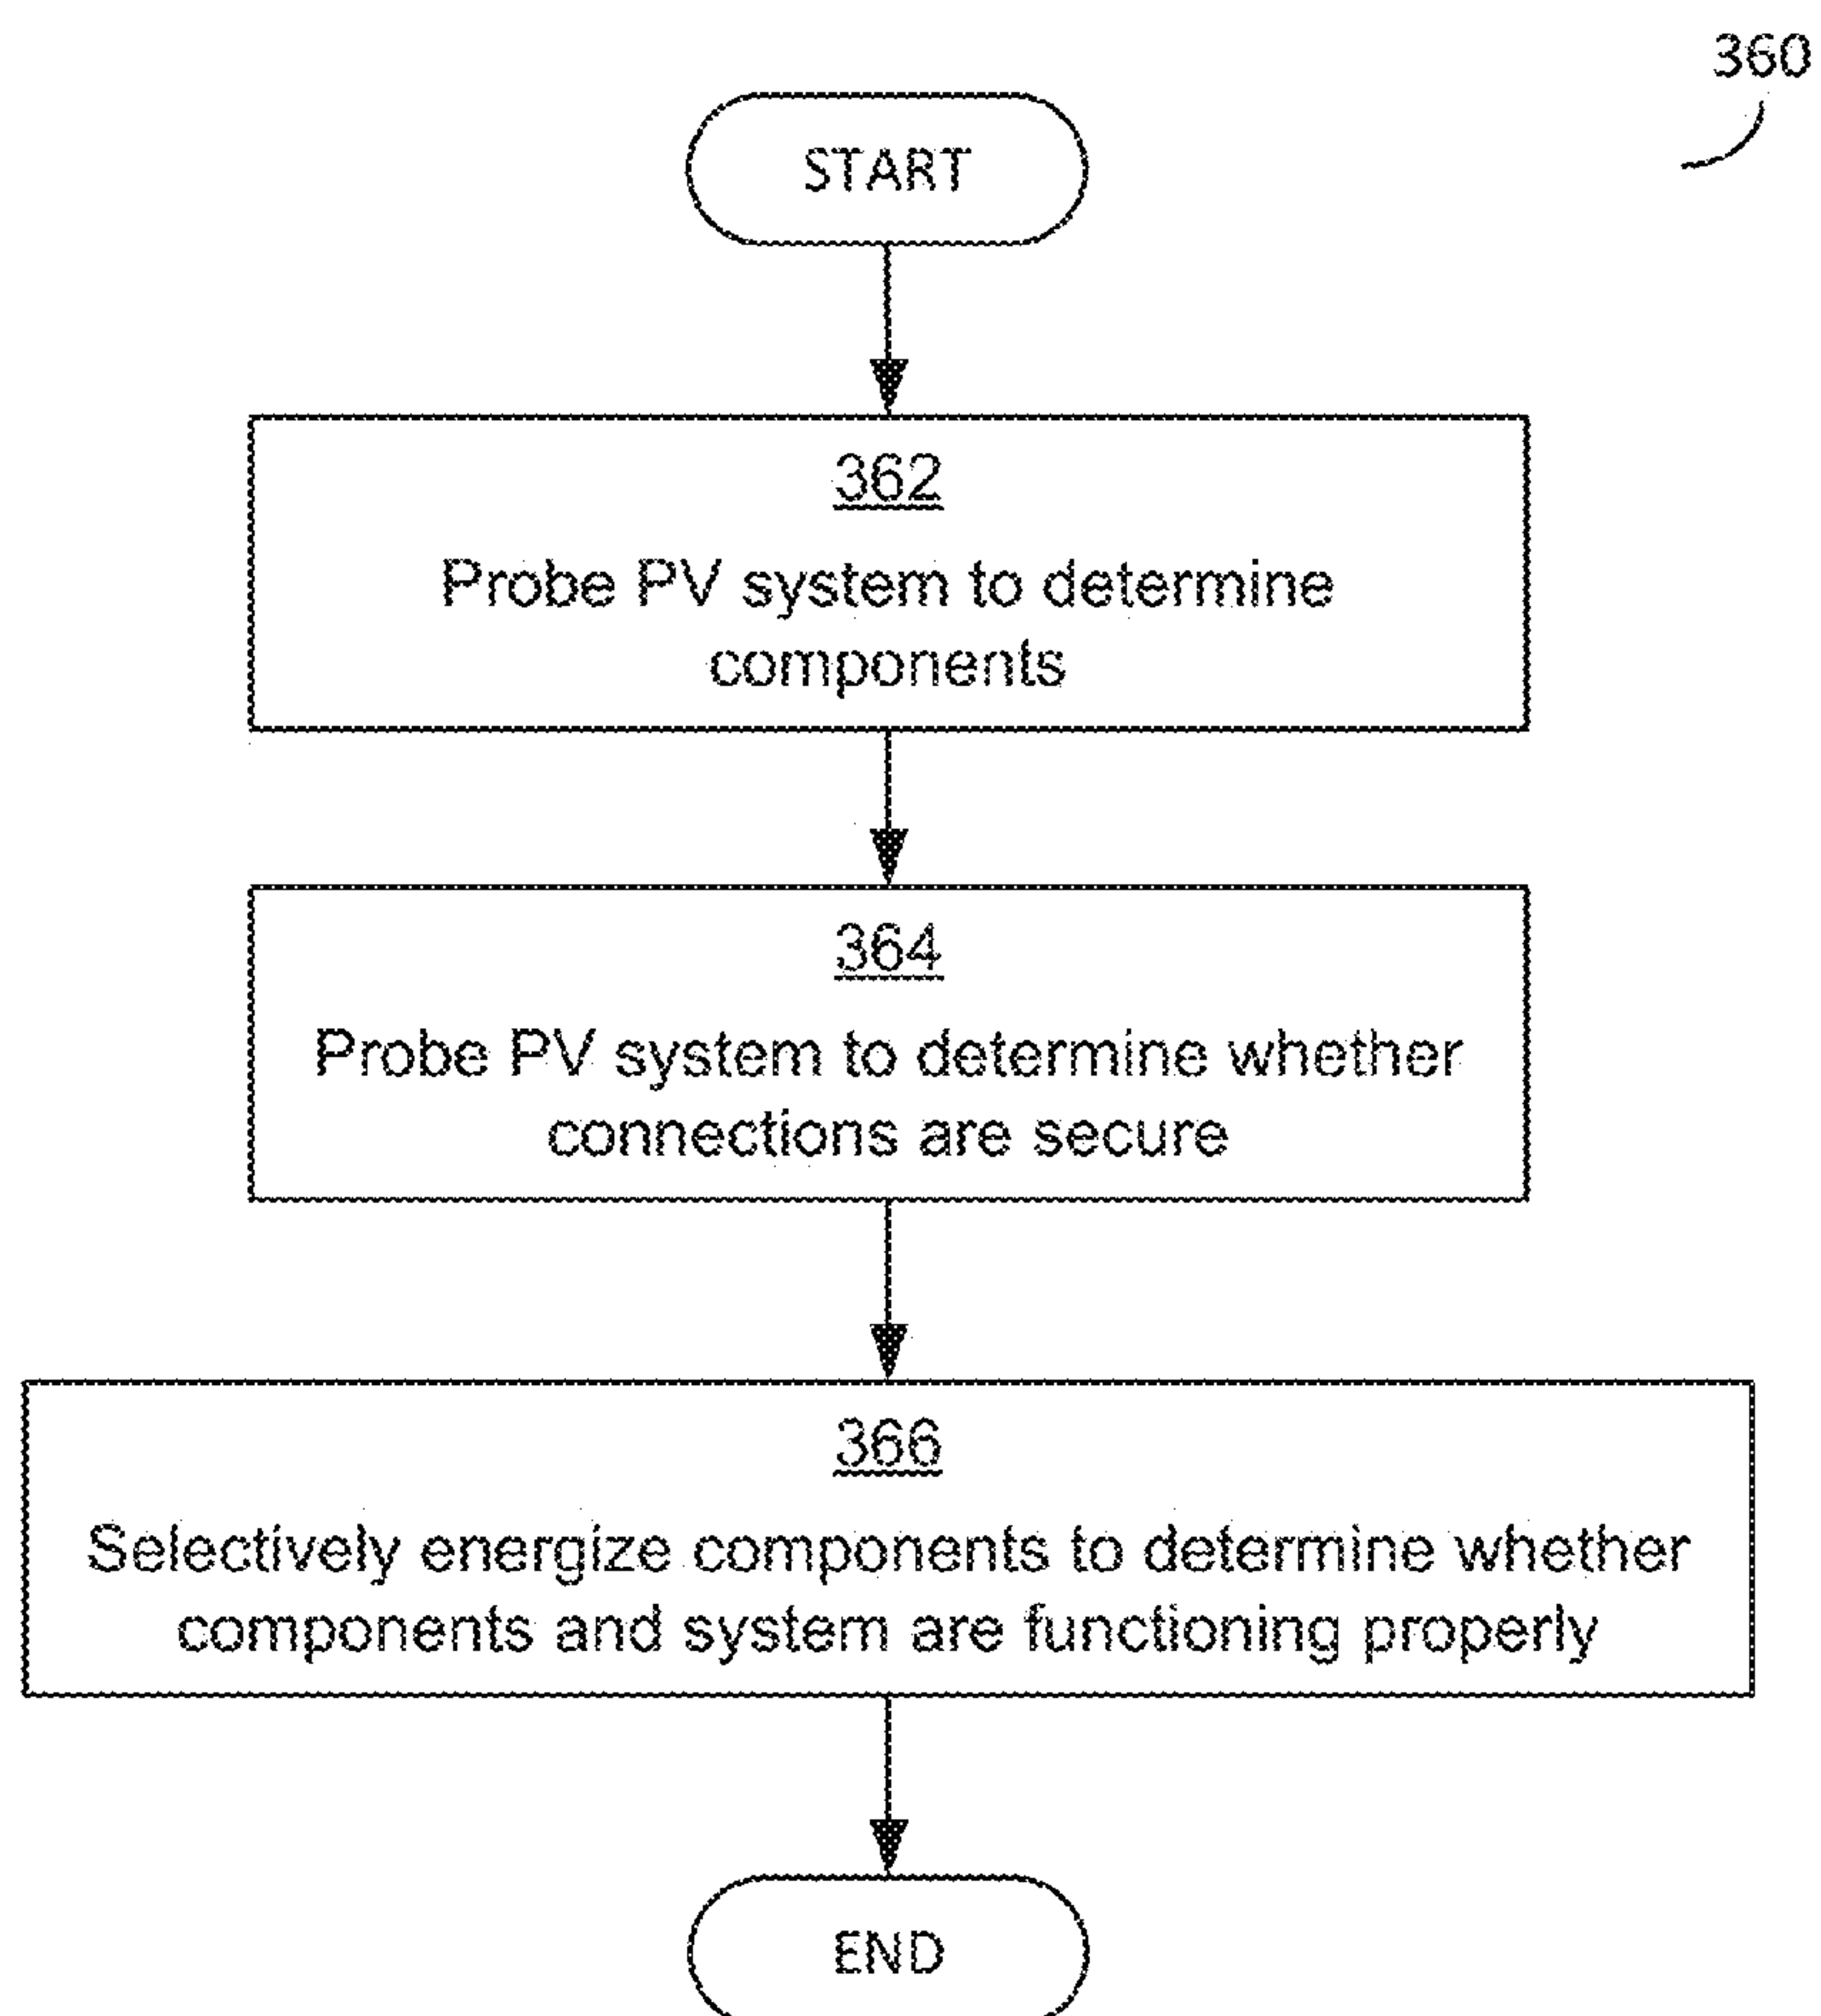 360
START
362
Probe PV system to determine
components
364
Probe PV system to determine whether
connections are secure
366
Selectively energize components to determine whether
components and system are functioning properly
END